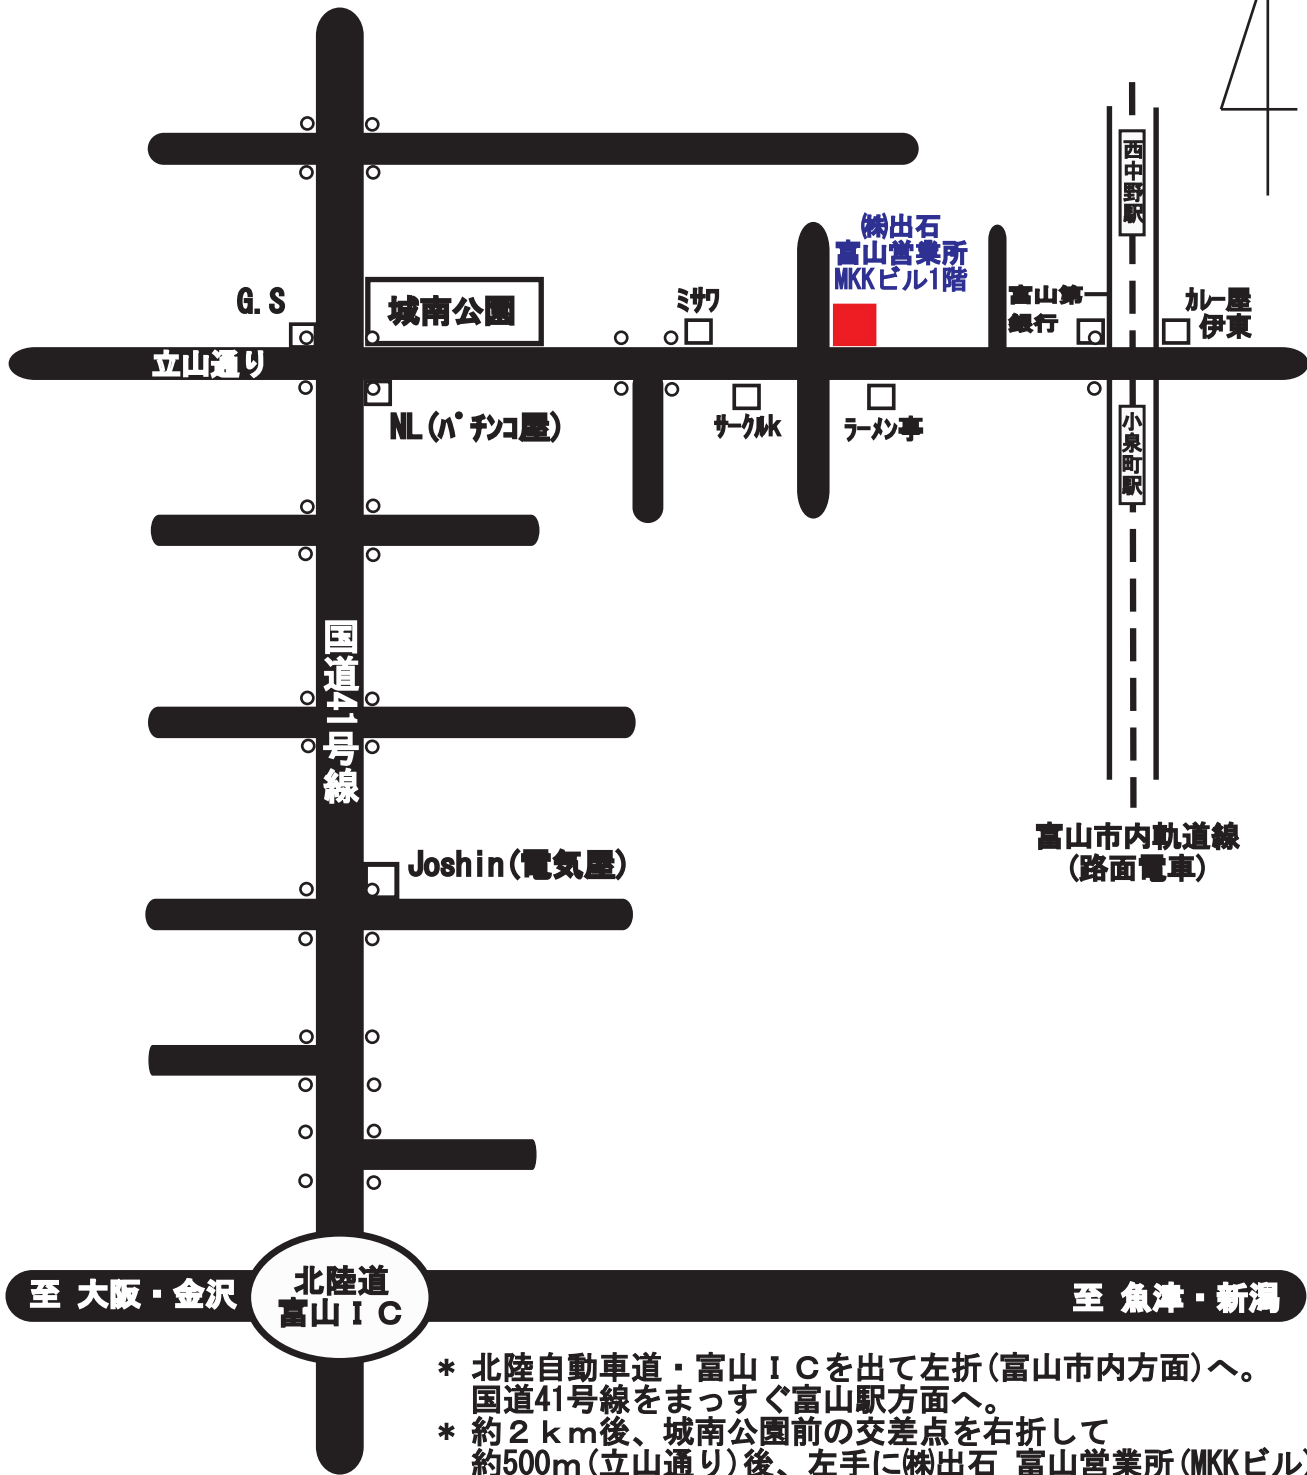 西中野駅
㈱出石
富山営業所
MKKビル1階
G.S
城南公園
ミサワ
富山第一
銀行
カレー屋
伊東
立山通り
NL(パチンコ屋)
サークルk
ラーメン亭
小泉町駅
国道41号線
富山市内軌道線
(路面電車)
Joshin(電気屋)
至 大阪・金沢
北陸道
富山ＩＣ
至 魚津・新潟
* 北陸自動車道・富山ＩＣを出て左折(富山市内方面)へ。
国道41号線をまっすぐ富山駅方面へ。
* 約２ｋｍ後、城南公園前の交差点を右折して
約500m(立山通り)後、左手に㈱出石 富山営業所(MKKビル)